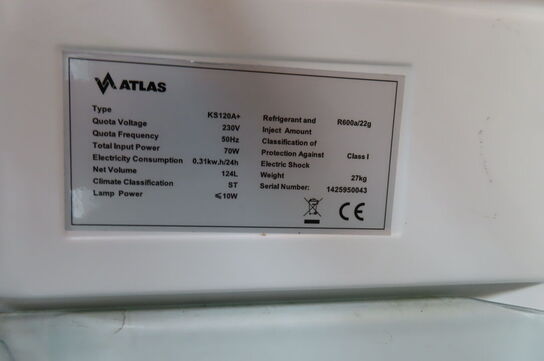 ATLAS
Type KS120A+
Quota Voltage 230V
Quota Frequency 50Hz
Total Input Power 70W
Electricity Consumption 0.31kw.h/24h
Net Volume 124L
Climate Classification ST
Lamp Power ≤10W
Refrigerant and R600a/22g
Inject Amount
Classification of
Protection Against Class I
Electric Shock
Weight 27kg
Serial Number: 1425950043
CE